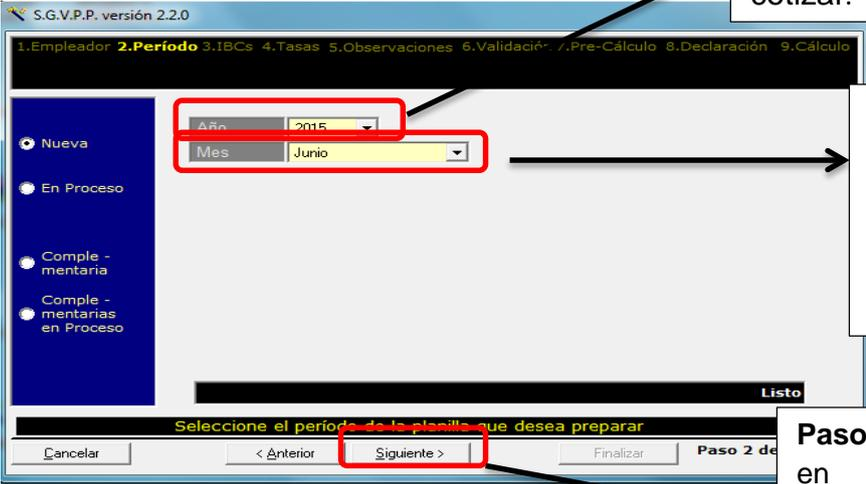 cotizar.
S.G.V.P.P. versión 2.2.0
1.Empleador 2.Período 3.IBCs 4.Tasas 5.Observaciones 6.Validación 7.Pre-Cálculo 8.Declaración 9.Cálculo
Año 2015
Nueva
Mes Junio
En Proceso
Comple -
mentaria
Comple -
mentarias
en Proceso
Listo
Seleccione el período de la planilla que desea preparar
Cancelar < Anterior Siguiente > Finalizar Paso 2 de
Paso
en